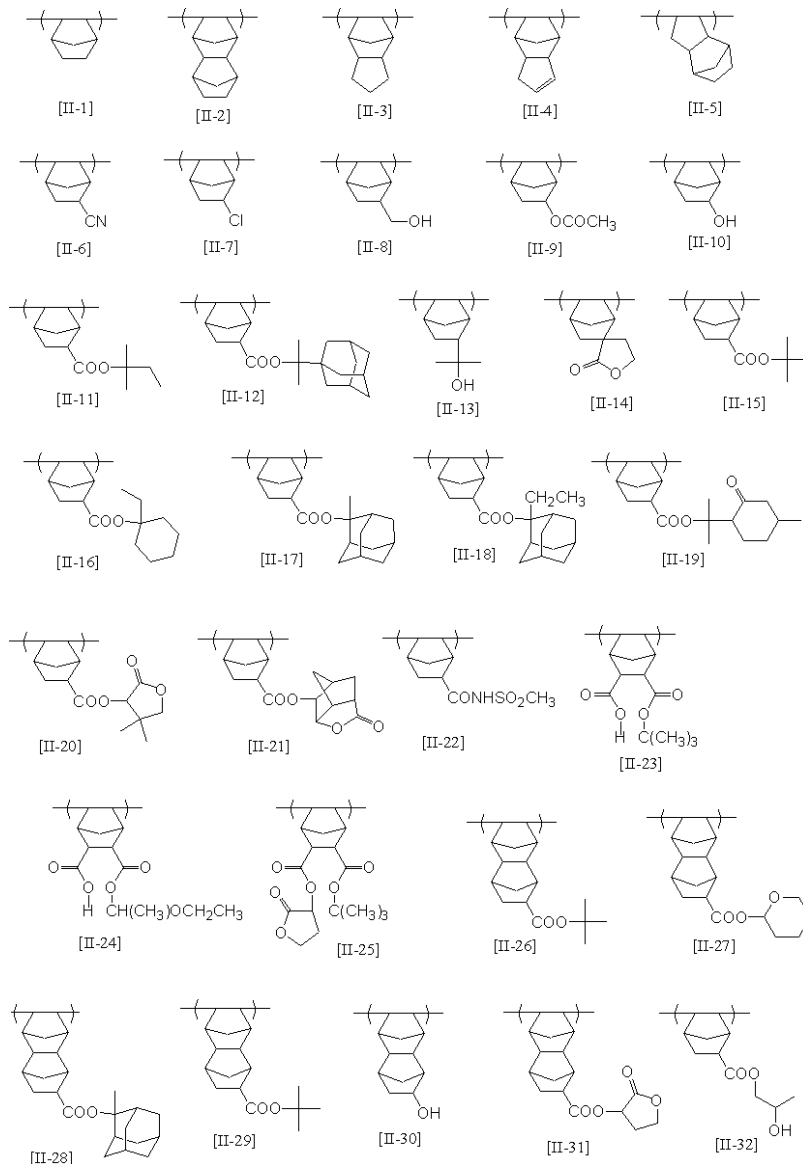 [II-1] [II-2] [II-3] [II-4] [II-5]
CN Cl OH OCOCH3 OH
[II-6] [II-7] [II-8] [II-9] [II-10]
COO COO OH O O COO
[II-11] [II-12] [II-13] [II-14] [II-15]
COO COO COO CH2CH3 COO O
[II-16] [II-17] [II-18] [II-19]
COO O O COO O O CONHSO2CH3 O O H O O C(CH3)3
[II-20] [II-21] [II-22] [II-23]
O O H O O CH(CH3)OCH2CH3 O O O O O O C(CH3)3 COO COO O
[II-24] [II-25] [II-26] [II-27]
COO COO OH COO O O COO OH
[II-28] [II-29] [II-30] [II-31] [II-32]